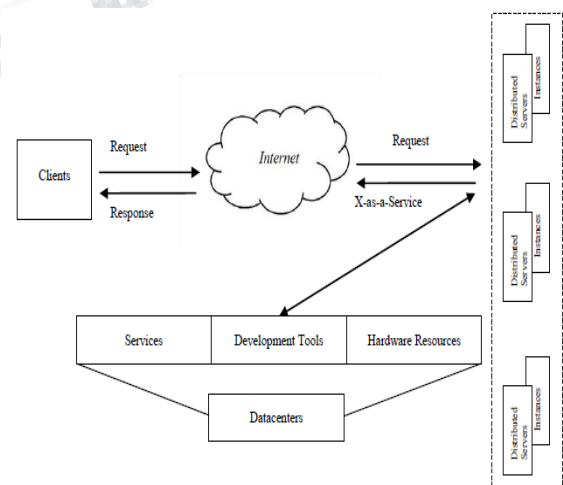 Distributed
Servers
Instances
Request
Request
Internet
Clients
X-as-a-Service
Response
Distributed
Servers
Instances
Services
Development Tools
Hardware Resources
Datacenters
Distributed
Servers
Instances